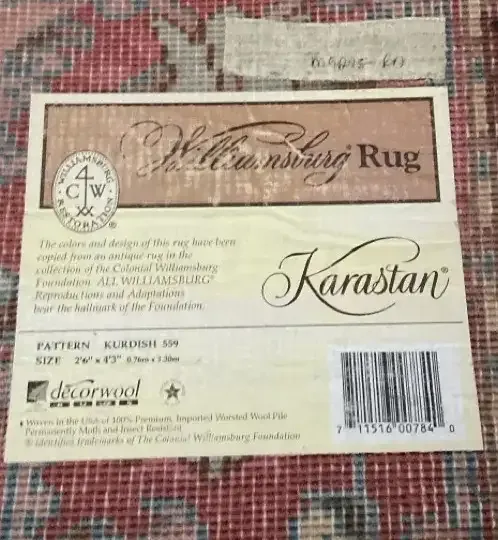 Williamsburg® Rug
WILLIAMSBURG
C W
RESTORATION
®
The colors and design of this rug have been
copied from an antique rug in the
collection of the Colonial Williamsburg
Foundation. ALL WILLIAMSBURG®
Reproductions and Adaptations
bear the hallmark of the Foundation.
Karastan®
PATTERN KURDISH 559
SIZE 2'6" x 4'3" 0.76m x 1.30m
decorwool
RUGS
Woven in the USA of 100% Premium, Imported Worsted Wool Pile
Permanently Moth and Insect Resistant
® identifies trademarks of The Colonial Williamsburg Foundation
7 11516 00784 0